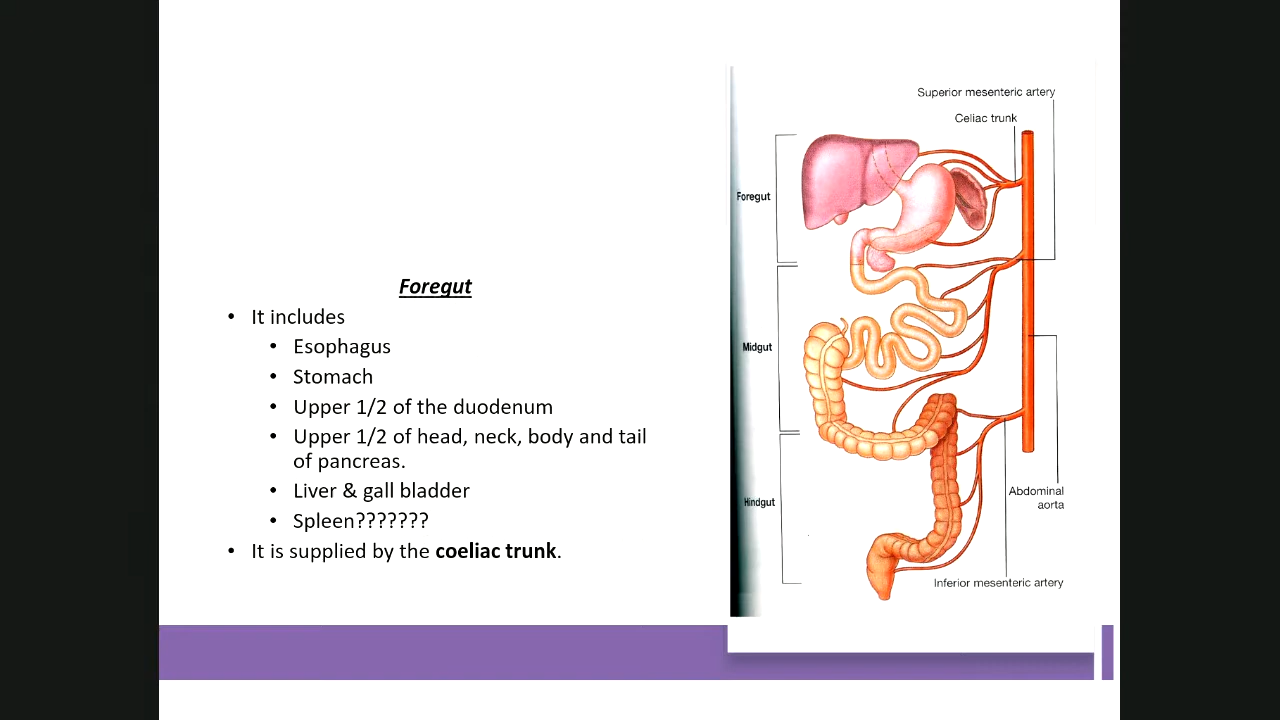 Foregut
• It includes
• Esophagus
• Stomach
• Upper 1/2 of the duodenum
• Upper 1/2 of head, neck, body and tail
of pancreas.
• Liver & gall bladder
• Spleen???????
• It is supplied by the coeliac trunk.
Superior mesenteric artery
Celiac trunk
Foregut
Midgut
Hindgut
Abdominal
aorta
Inferior mesenteric artery